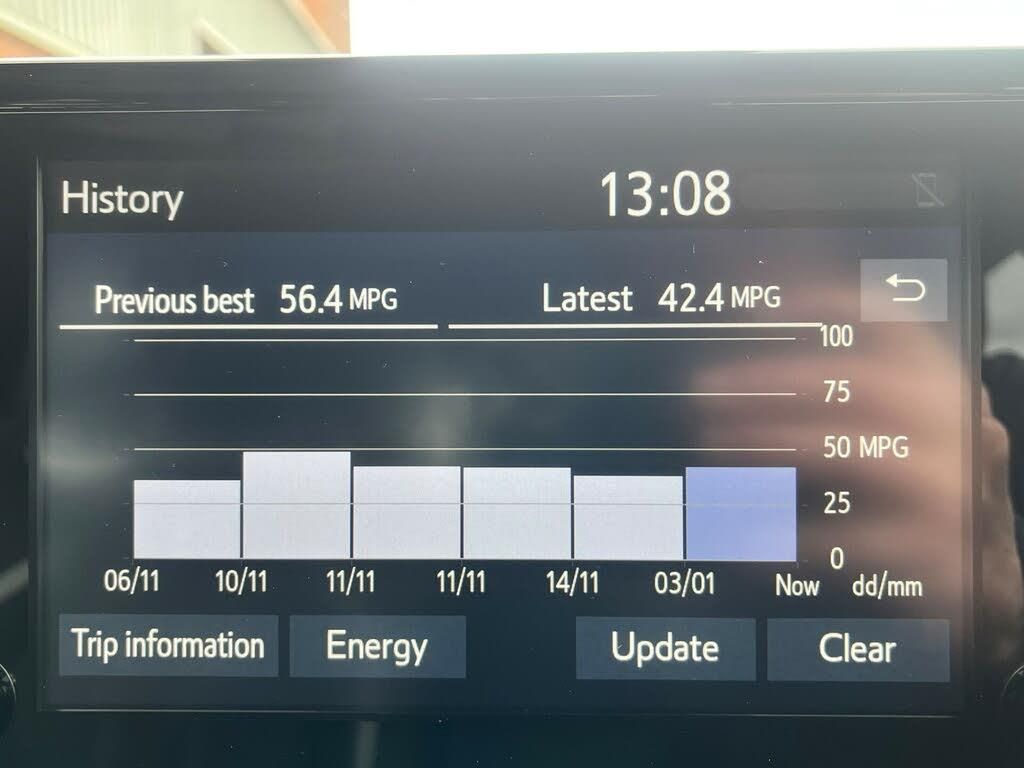 History 13:08
Previous best 56.4 MPG Latest 42.4 MPG
100
75
50 MPG
25
0
06/11 10/11 11/11 11/11 14/11 03/01 Now dd/mm
Trip information Energy Update Clear